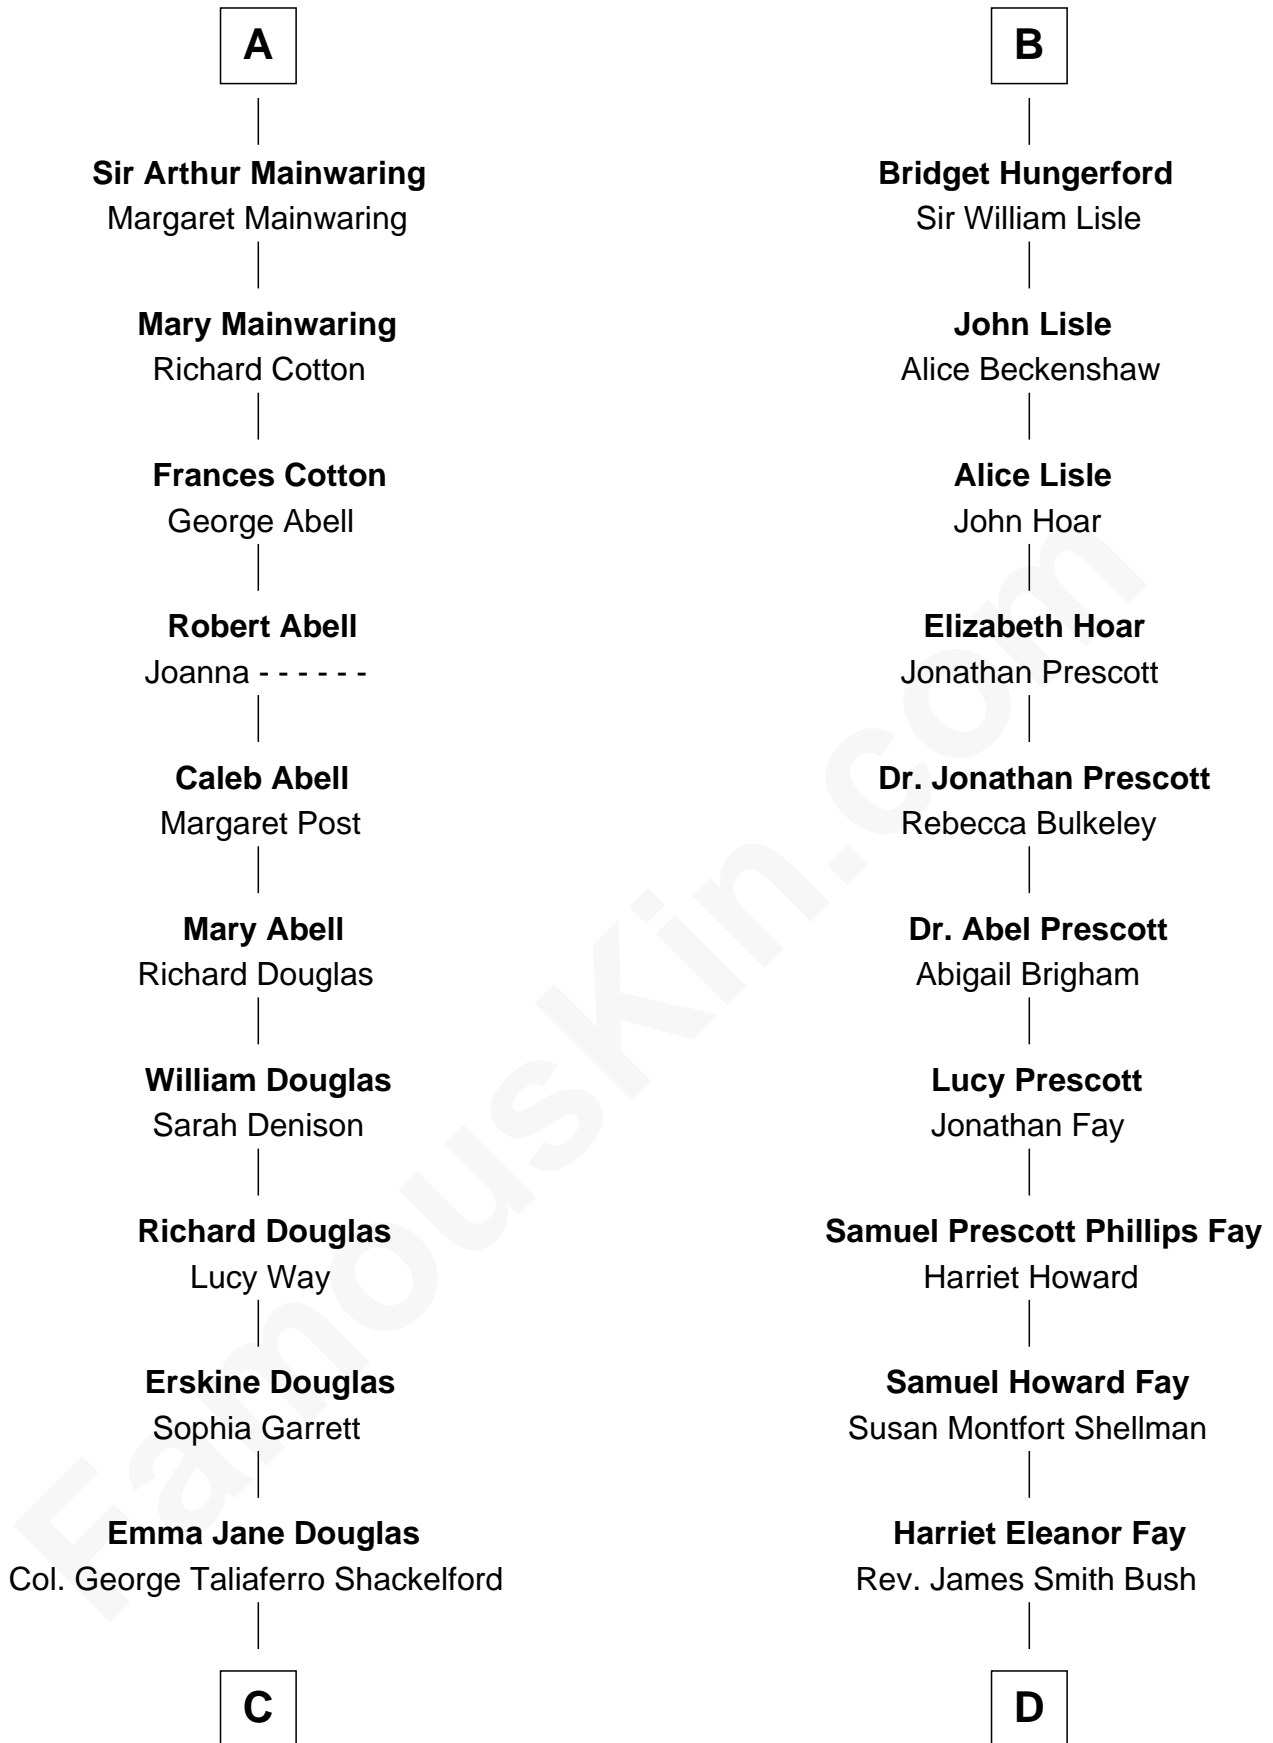 A
Sir Arthur Mainwaring
Margaret Mainwaring
Mary Mainwaring
Richard Cotton
Frances Cotton
George Abell
Robert Abell
Joanna - - - - - -
Caleb Abell
Margaret Post
Mary Abell
Richard Douglas
William Douglas
Sarah Denison
Richard Douglas
Lucy Way
Erskine Douglas
Sophia Garrett
Emma Jane Douglas
Col. George Taliaferro Shackelford
C
B
Bridget Hungerford
Sir William Lisle
John Lisle
Alice Beckenshaw
Alice Lisle
John Hoar
Elizabeth Hoar
Jonathan Prescott
Dr. Jonathan Prescott
Rebecca Bulkeley
Dr. Abel Prescott
Abigail Brigham
Lucy Prescott
Jonathan Fay
Samuel Prescott Phillips Fay
Harriet Howard
Samuel Howard Fay
Susan Montfort Shellman
Harriet Eleanor Fay
Rev. James Smith Bush
D
FamousKin.com